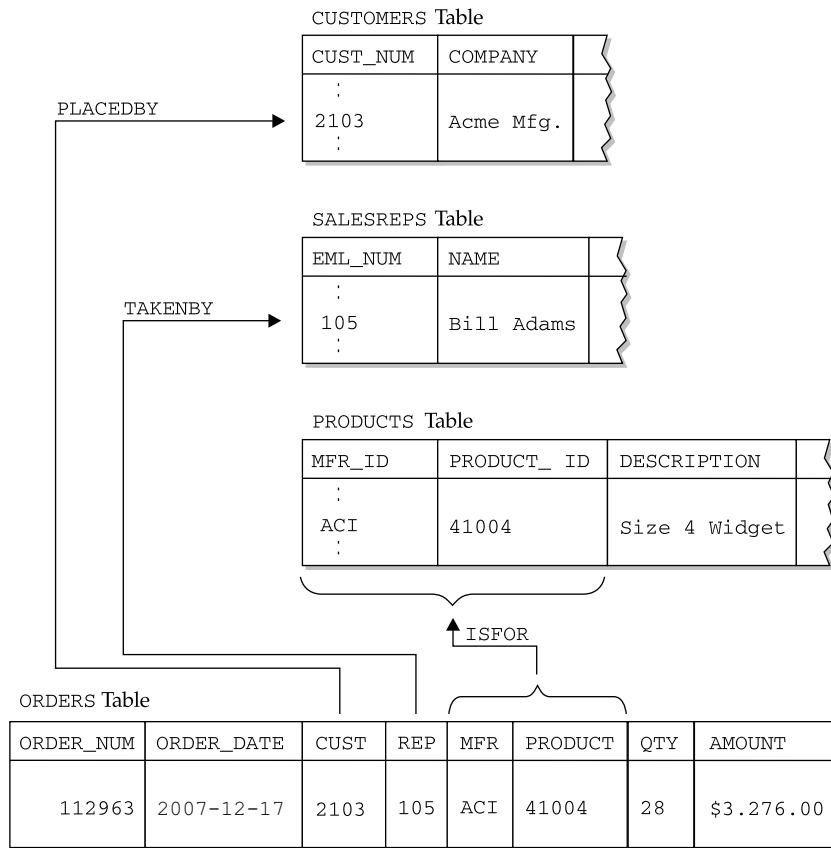 CUSTOMERS Table
CUST_NUM COMPANY
2103 Acme Mfg.
PLACEDBY
SALESREPS Table
EML_NUM NAME
105 Bill Adams
TAKENBY
PRODUCTS Table
MFR_ID PRODUCT_ ID DESCRIPTION
ACI 41004 Size 4 Widget
ISFOR
ORDERS Table
ORDER_NUM ORDER_DATE CUST REP MFR PRODUCT QTY AMOUNT
112963 2007-12-17 2103 105 ACI 41004 28 $3.276.00